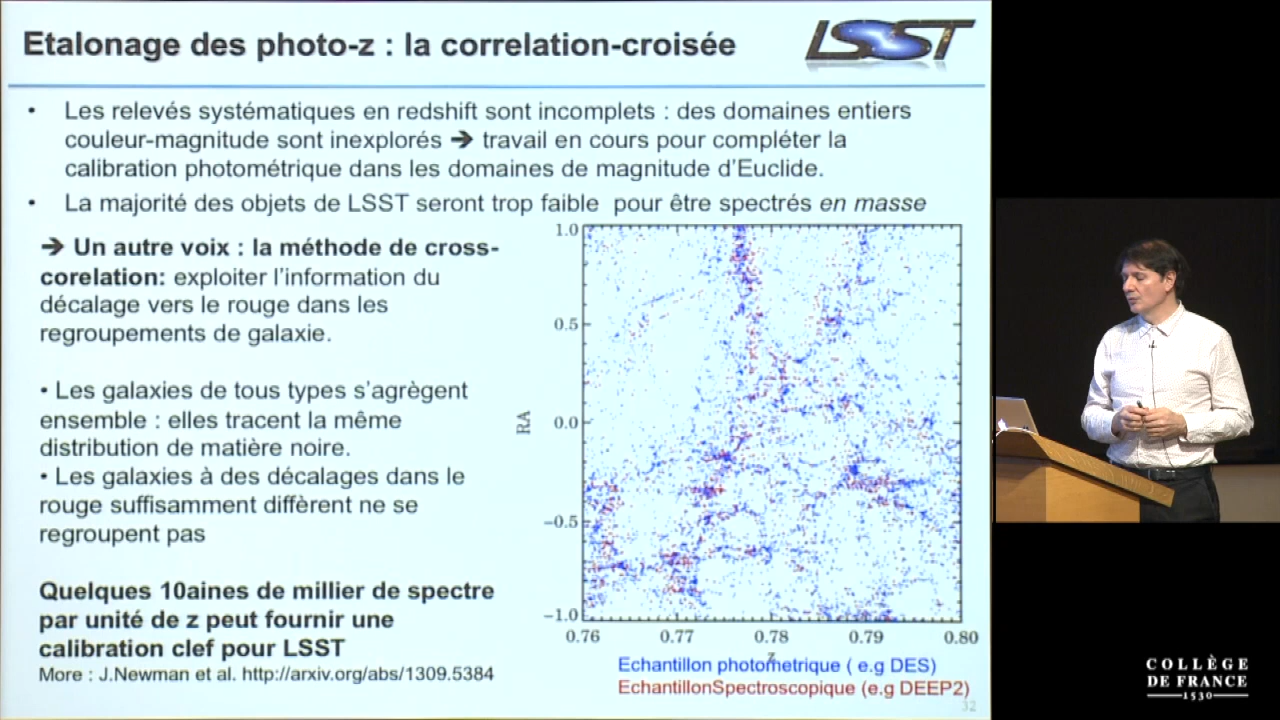 Etalonage des photo-z : la correlation-croisée
LSST
• Les relevés systématiques en redshift sont incomplets : des domaines entiers
couleur-magnitude sont inexplorés ➔ travail en cours pour compléter la
calibration photométrique dans les domaines de magnitude d'Euclide.
• La majorité des objets de LSST seront trop faible pour être spectrés en masse
➔ Un autre voix : la méthode de cross-
corelation: exploiter l'information du
décalage vers le rouge dans les
regroupements de galaxie.
• Les galaxies de tous types s'agrègent
ensemble : elles tracent la même
distribution de matière noire.
• Les galaxies à des décalages dans le
rouge suffisamment diffèrent ne se
regroupent pas
Quelques 10aines de millier de spectre
par unité de z peut fournir une
calibration clef pour LSST
More : J.Newman et al. http://arxiv.org/abs/1309.5384
1.0
0.5
0.0
−0.5
−1.0
RA
0.76 0.77 0.78 0.79 0.80
z
Echantillon photometrique ( e.g DES)
EchantillonSpectroscopique (e.g DEEP2)
32
COLLÈGE
DE FRANCE
1530